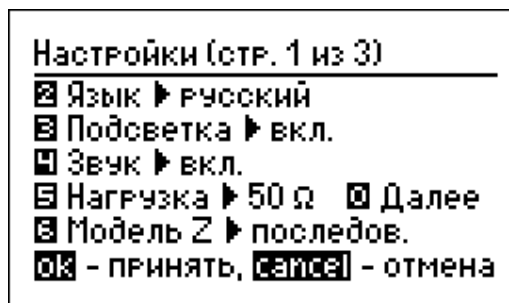 Настройки (стр. 1 из 3)
2 Язык ▶ русский
3 Подсветка ▶ вкл.
4 Звук ▶ вкл.
5 Нагрузка ▶ 50 Ω 0 Далее
6 Модель Z ▶ последов.
ok - принять, cancel - отмена